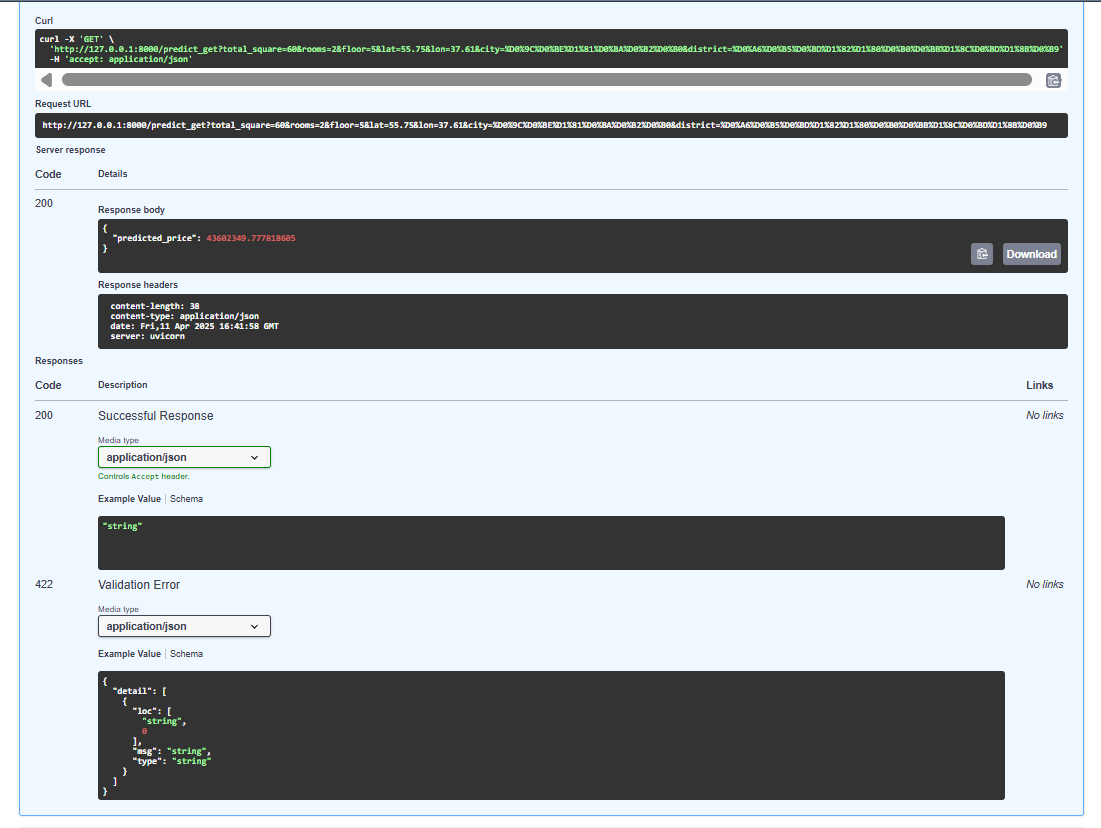 Curl
curl -X 'GET' \
'http://127.0.0.1:8000/predict_get?total_square=60&rooms=2&floor=5&lat=55.75&lon=37.61&city=%D0%9C%D0%BE%D1%81%D0%BA%D0%B2%D0%B0&district=%D0%A6%D0%B5%D0%BD%D1%82%D1%80%D0%B0%D0%BB%D1%8C%D0%BD%D1%8B%D0%B9'
-H 'accept: application/json'
Request URL
http://127.0.0.1:8000/predict_get?total_square=60&rooms=2&floor=5&lat=55.75&lon=37.61&city=%D0%9C%D0%BE%D1%81%D0%BA%D0%B2%D0%B0&district=%D0%A6%D0%B5%D0%BD%D1%82%D1%80%D0%B0%D0%BB%D1%8C%D0%BD%D1%8B%D0%B9
Server response
Code Details
200
Response body
{
"predicted_price": 43602349.777818605
}
Download
Response headers
content-length: 38
content-type: application/json
date: Fri,11 Apr 2025 16:41:58 GMT
server: uvicorn
Responses
Code Description Links
200 Successful Response No links
Media type
application/json
Controls Accept header.
Example Value | Schema
"string"
422 Validation Error No links
Media type
application/json
Example Value | Schema
{
"detail": [
{
"loc": [
"string",
0
],
"msg": "string",
"type": "string"
}
]
}